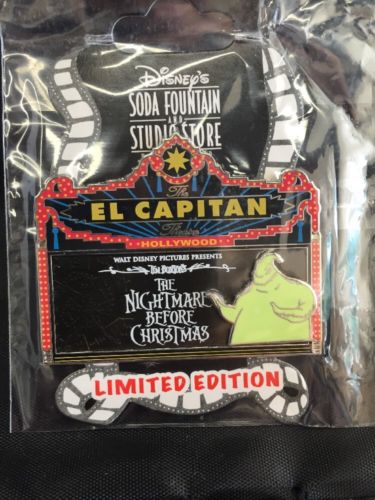 Disney's
SODA FOUNTAIN
AND
STUDIO STORE
The
EL CAPITAN
Theatre
HOLLYWOOD
WALT DISNEY PICTURES PRESENTS
TIM BURTON'S
THE
NIGHTMARE
BEFORE
CHRISTMAS
LIMITED EDITION